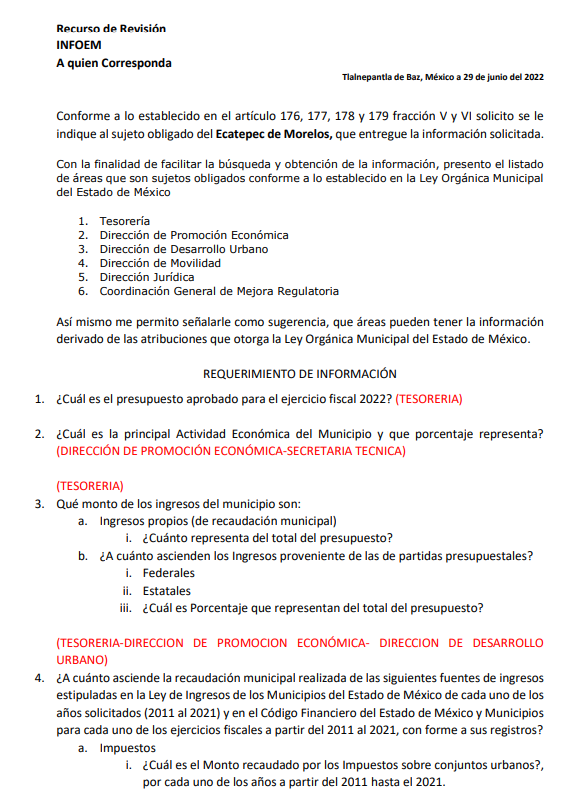 Recurso de Revisión
INFOEM
A quien Corresponda
Tlalnepantla de Baz, México a 29 de junio del 2022
Conforme a lo establecido en el artículo 176, 177, 178 y 179 fracción V y VI solicito se le
indique al sujeto obligado del Ecatepec de Morelos, que entregue la información solicitada.
Con la finalidad de facilitar la búsqueda y obtención de la información, presento el listado
de áreas que son sujetos obligados conforme a lo establecido en la Ley Orgánica Municipal
del Estado de México
1. Tesorería
2. Dirección de Promoción Económica
3. Dirección de Desarrollo Urbano
4. Dirección de Movilidad
5. Dirección Jurídica
6. Coordinación General de Mejora Regulatoria
Así mismo me permito señalarle como sugerencia, que áreas pueden tener la información
derivado de las atribuciones que otorga la Ley Orgánica Municipal del Estado de México.
REQUERIMIENTO DE INFORMACIÓN
1. ¿Cuál es el presupuesto aprobado para el ejercicio fiscal 2022? (TESORERIA)
2. ¿Cuál es la principal Actividad Económica del Municipio y que porcentaje representa?
(DIRECCIÓN DE PROMOCIÓN ECONÓMICA-SECRETARIA TECNICA)
(TESORERIA)
3. Qué monto de los ingresos del municipio son:
a. Ingresos propios (de recaudación municipal)
i. ¿Cuánto representa del total del presupuesto?
b. ¿A cuánto ascienden los Ingresos proveniente de las de partidas presupuestales?
i. Federales
ii. Estatales
iii. ¿Cuál es Porcentaje que representan del total del presupuesto?
(TESORERIA-DIRECCION DE PROMOCION ECONÓMICA- DIRECCION DE DESARROLLO
URBANO)
4. ¿A cuánto asciende la recaudación municipal realizada de las siguientes fuentes de ingresos
estipuladas en la Ley de Ingresos de los Municipios del Estado de México de cada uno de los
años solicitados (2011 al 2021) y en el Código Financiero del Estado de México y Municipios
para cada uno de los ejercicios fiscales a partir del 2011 al 2021, con forme a sus registros?
a. Impuestos
i. ¿Cuál es el Monto recaudado por los Impuestos sobre conjuntos urbanos?,
por cada uno de los años a partir del 2011 hasta el 2021.